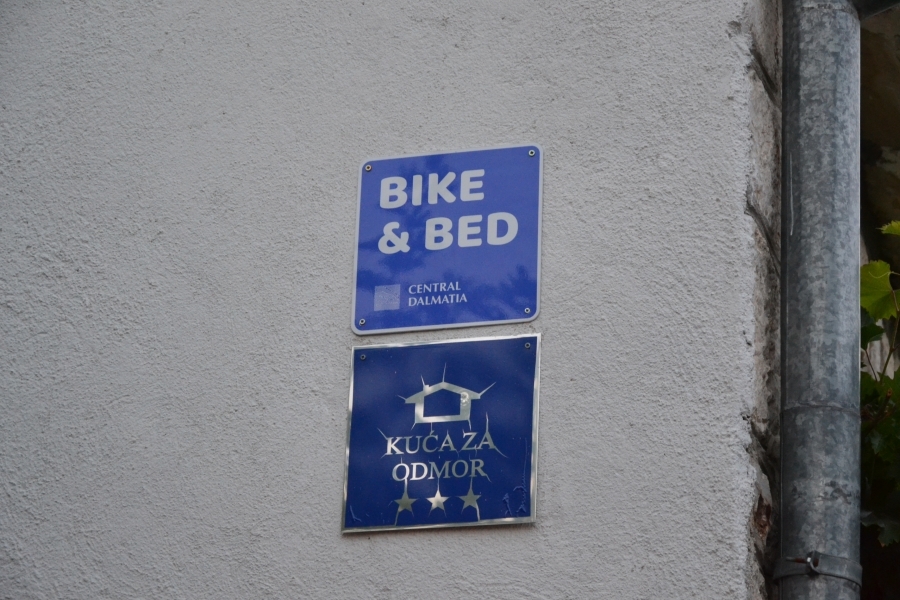 BIKE
& BED
CENTRAL
DALMATIA
KUĆA ZA
ODMOR